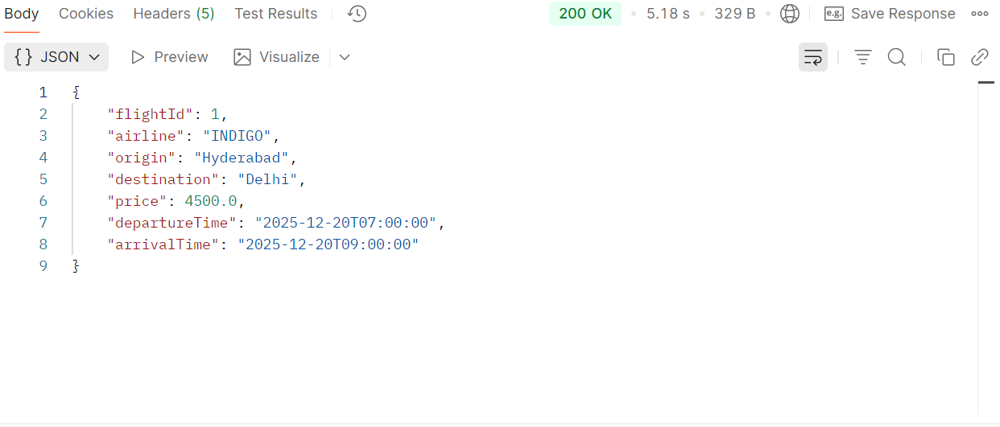 Body Cookies Headers (5) Test Results 200 OK 5.18 s 329 B e.g. Save Response
{} JSON Preview Visualize
1 {
2 "flightId": 1,
3 "airline": "INDIGO",
4 "origin": "Hyderabad",
5 "destination": "Delhi",
6 "price": 4500.0,
7 "departureTime": "2025-12-20T07:00:00",
8 "arrivalTime": "2025-12-20T09:00:00"
9 }